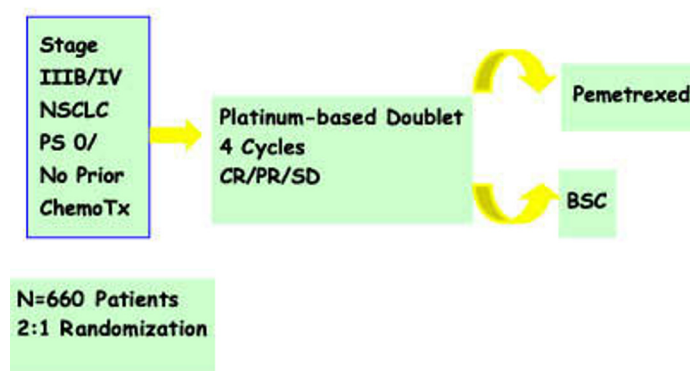 Stage
IIIB/IV
NSCLC
PS 0/
No Prior
ChemoTx
Platinum-based Doublet
4 Cycles
CR/PR/SD
Pemetrexed
BSC
N=660 Patients
2:1 Randomization